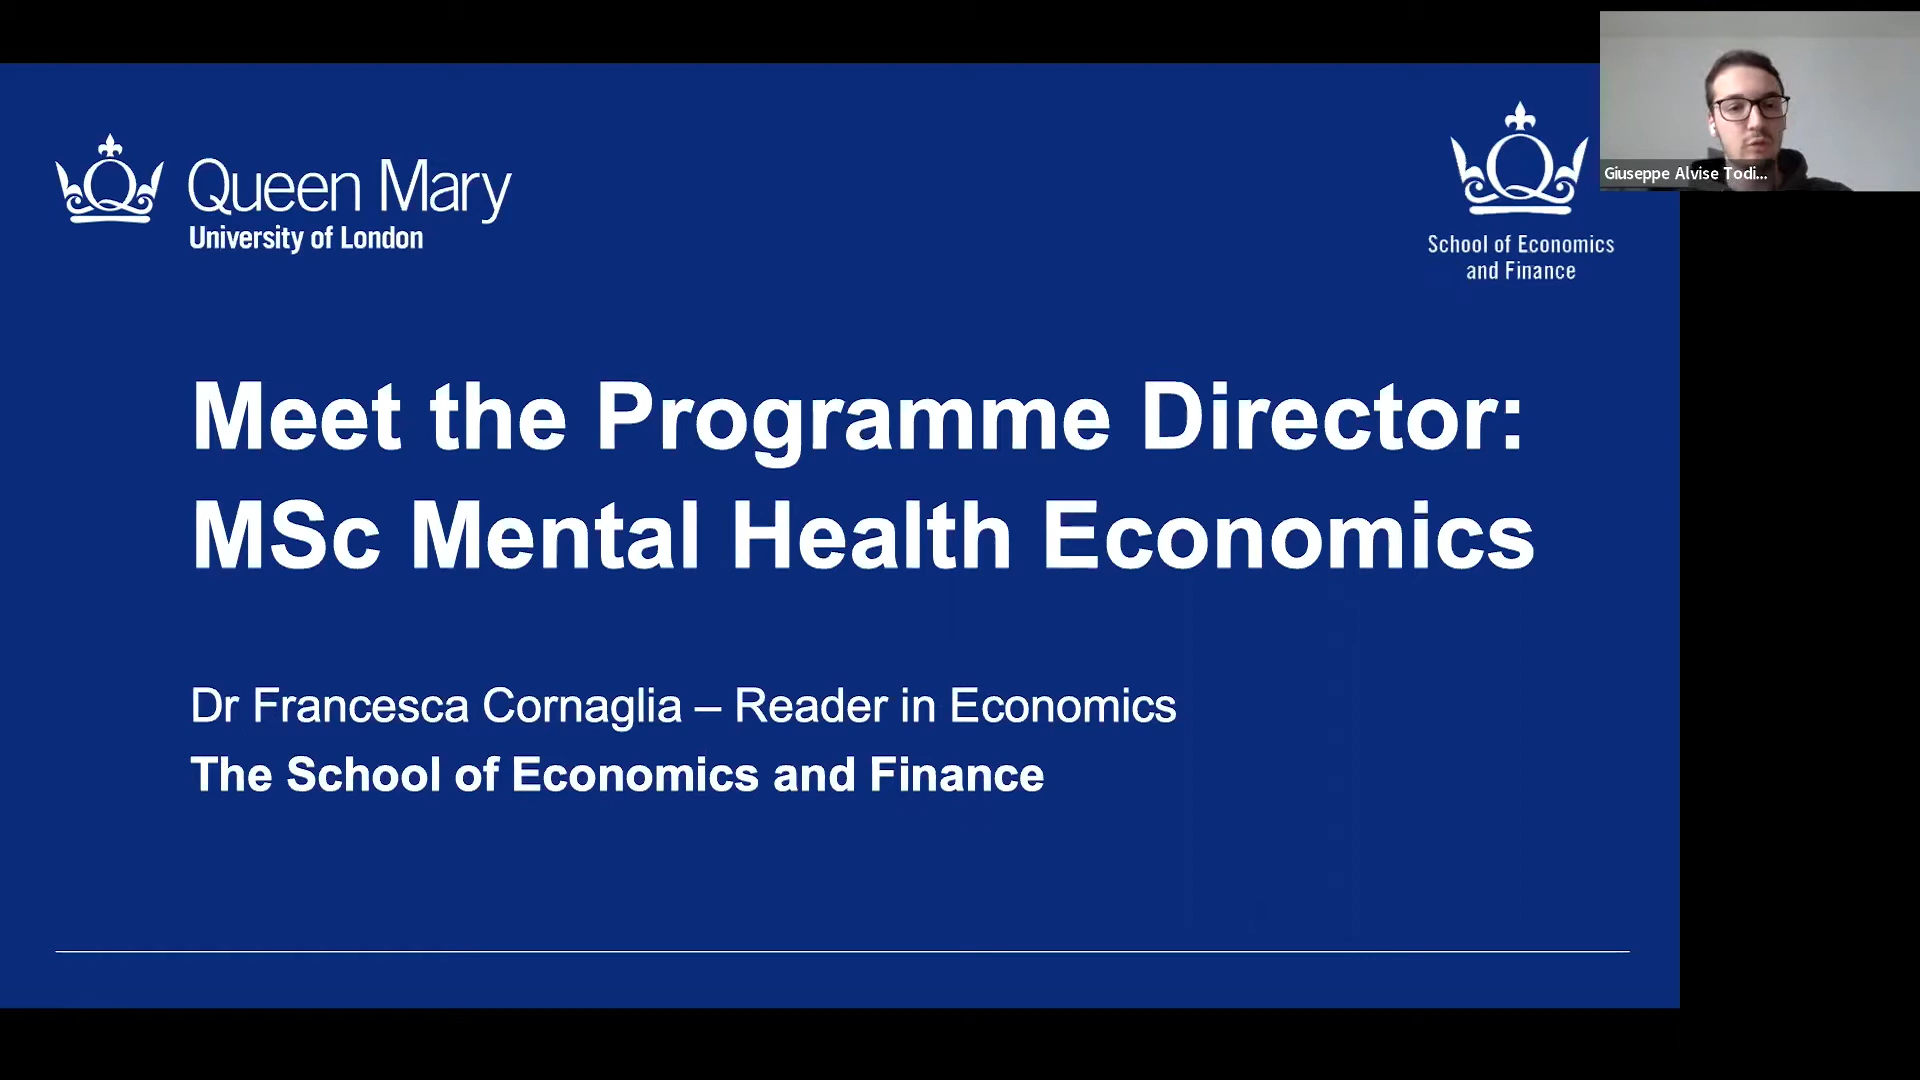 Queen Mary
University of London
School of Economics
and Finance
Giuseppe Alvise Todi...
Meet the Programme Director:
MSc Mental Health Economics
Dr Francesca Cornaglia – Reader in Economics
The School of Economics and Finance